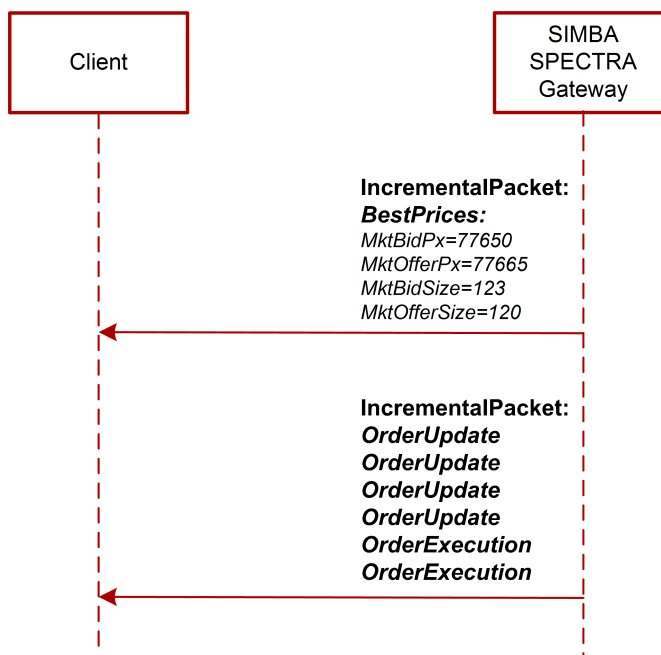 Client
SIMBA
SPECTRA
Gateway
IncrementalPacket:
BestPrices:
MktBidPx=77650
MktOfferPx=77665
MktBidSize=123
MktOfferSize=120
IncrementalPacket:
OrderUpdate
OrderUpdate
OrderUpdate
OrderUpdate
OrderExecution
OrderExecution